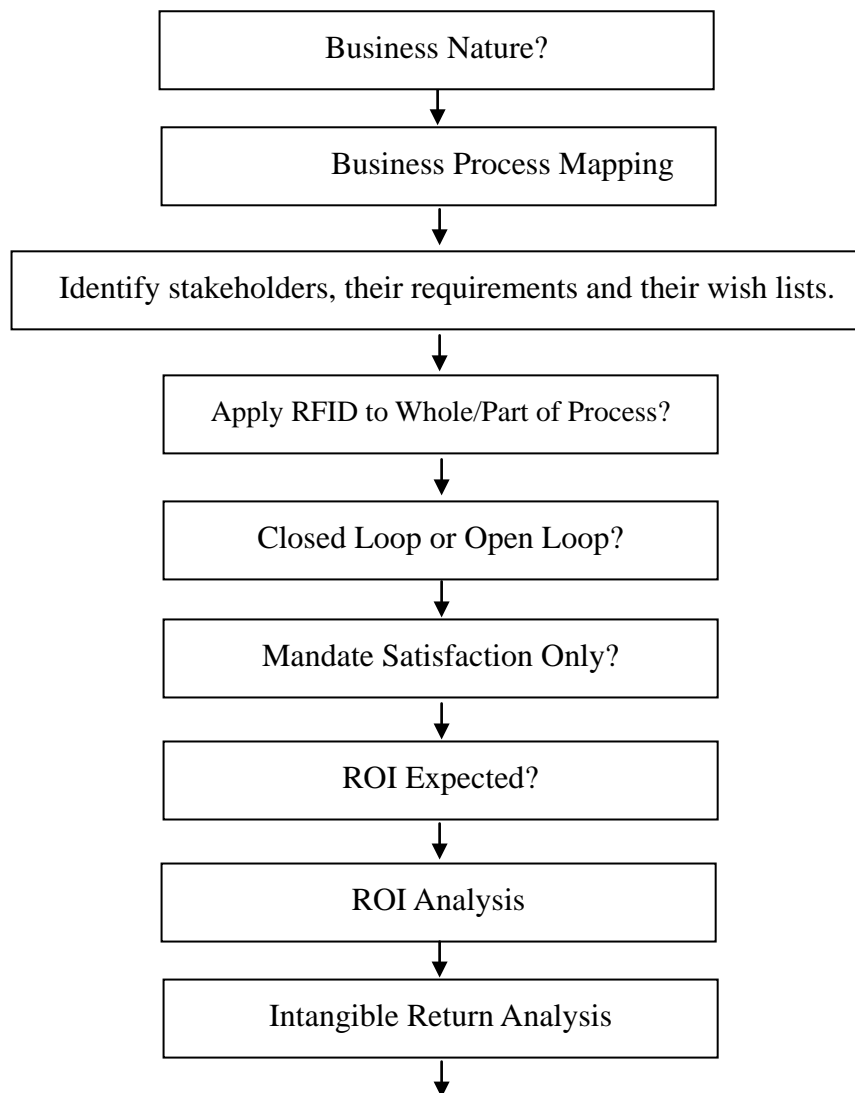 Business Nature?
Business Process Mapping
Identify stakeholders, their requirements and their wish lists.
Apply RFID to Whole/Part of Process?
Closed Loop or Open Loop?
Mandate Satisfaction Only?
ROI Expected?
ROI Analysis
Intangible Return Analysis